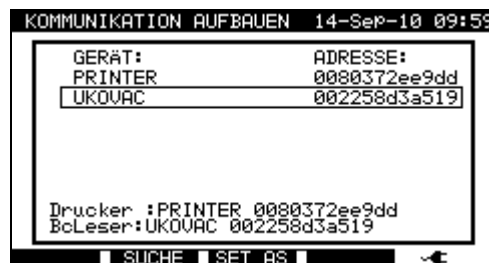 KOMMUNIKATION AUFBAUEN 14-Sep-10 09:59
GERÄT: ADRESSE:
PRINTER 0080372ee9dd
UKOVAC 002258d3a519
Drucker :PRINTER 0080372ee9dd
BcLeser:UKOVAC 002258d3a519
SUCHE SET AS